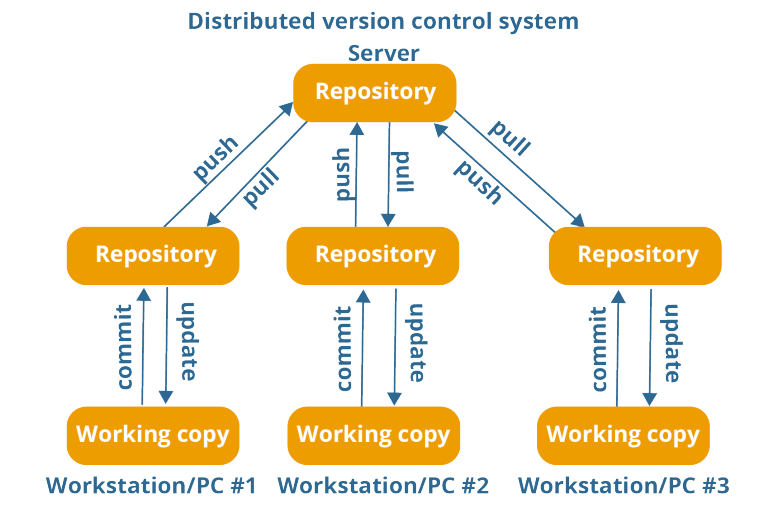 Distributed version control system
Server
Repository
push
pull
push
pull
push
pull
Repository
Repository
Repository
commit
update
commit
update
commit
update
Working copy
Working copy
Working copy
Workstation/PC #1
Workstation/PC #2
Workstation/PC #3